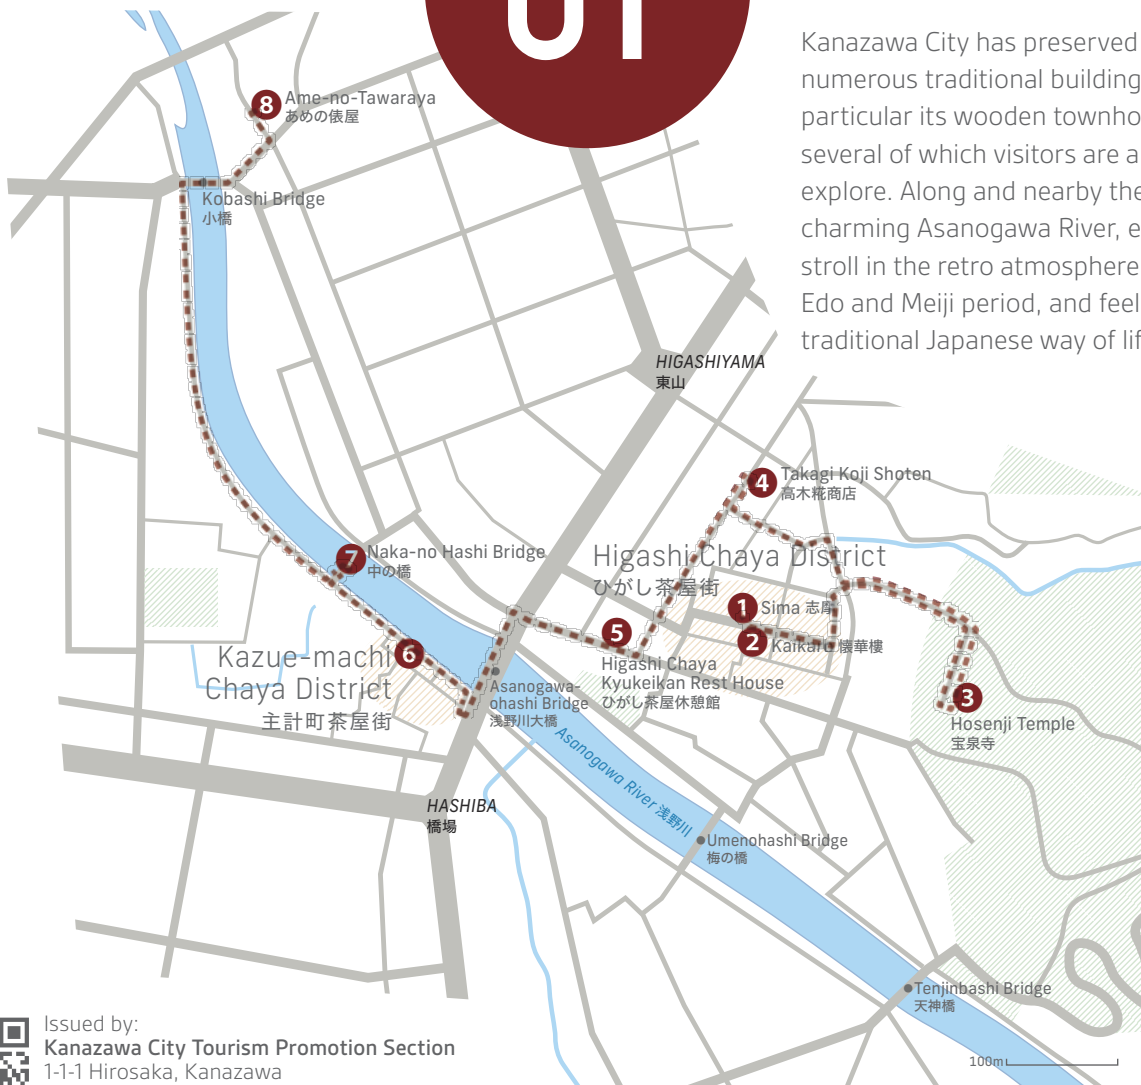 01
Kanazawa City has preserved
numerous traditional building
particular its wooden townho
several of which visitors are a
explore. Along and nearby the
charming Asanogawa River, e
stroll in the retro atmosphere
Edo and Meiji period, and feel
traditional Japanese way of lif
8
Ame-no-Tawaraya
あめの俵屋
Kobashi Bridge
小橋
HIGASHIYAMA
東山
4
Takagi Koji Shoten
高木糀商店
7
Naka-no Hashi Bridge
中の橋
Higashi Chaya District
ひがし茶屋街
1
Sima 志摩
2
Kaikaro 懐華樓
5
Higashi Chaya
Kyukeikan Rest House
ひがし茶屋休憩館
6
Kazue-machi
Chaya District
主計町茶屋街
Asanogawa-
ohashi Bridge
浅野川大橋
3
Hosenji Temple
宝泉寺
Asanogawa River 浅野川
HASHIBA
橋場
Umenohashi Bridge
梅の橋
Tenjinbashi Bridge
天神橋
100m
Issued by:
Kanazawa City Tourism Promotion Section
1-1-1 Hirosaka, Kanazawa